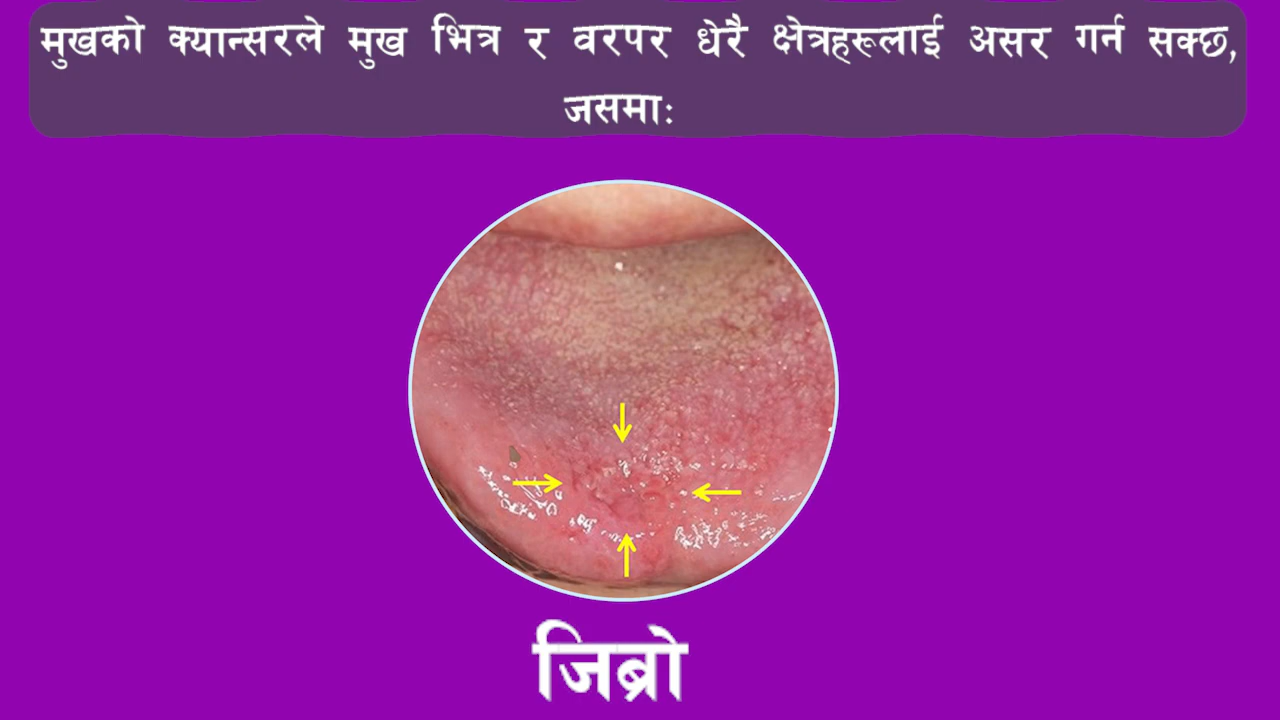 मुखको क्यान्सरले मुख भित्र र वरपर धेरै क्षेत्रहरूलाई असर गर्न सक्छ,
जसमाः
जिब्रो